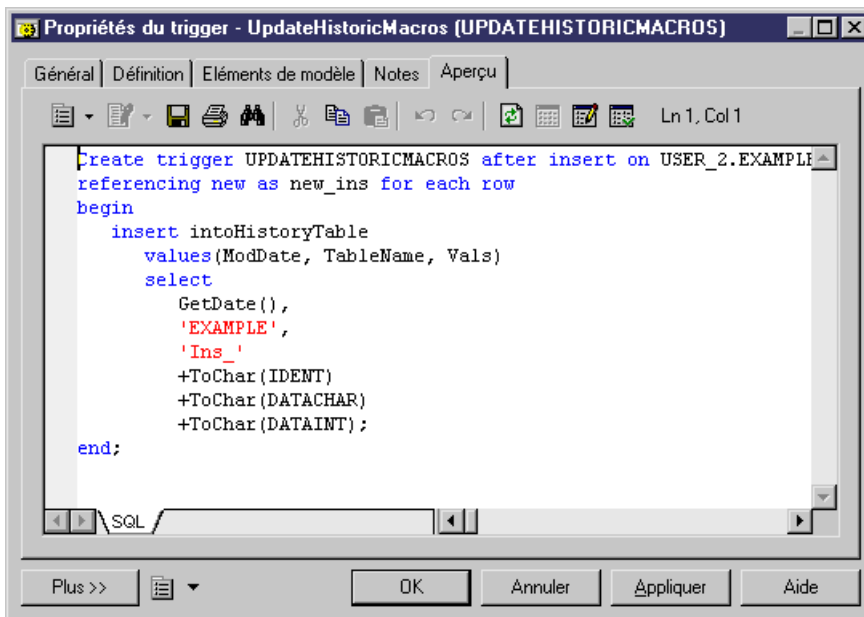 Propriétés du trigger - UpdateHistoricMacros (UPDATEHISTORICMACROS)
Général Définition Eléments de modèle Notes Aperçu
Ln 1, Col 1
Create trigger UPDATEHISTORICMACROS after insert on USER_2.EXAMPLE
referencing new as new_ins for each row
begin
insert intoHistoryTable
values(ModDate, TableName, Vals)
select
GetDate(),
'EXAMPLE',
'Ins_'
+ToChar(IDENT)
+ToChar(DATACHAR)
+ToChar(DATAINT);
end;
SQL
Plus >> OK Annuler Appliquer Aide